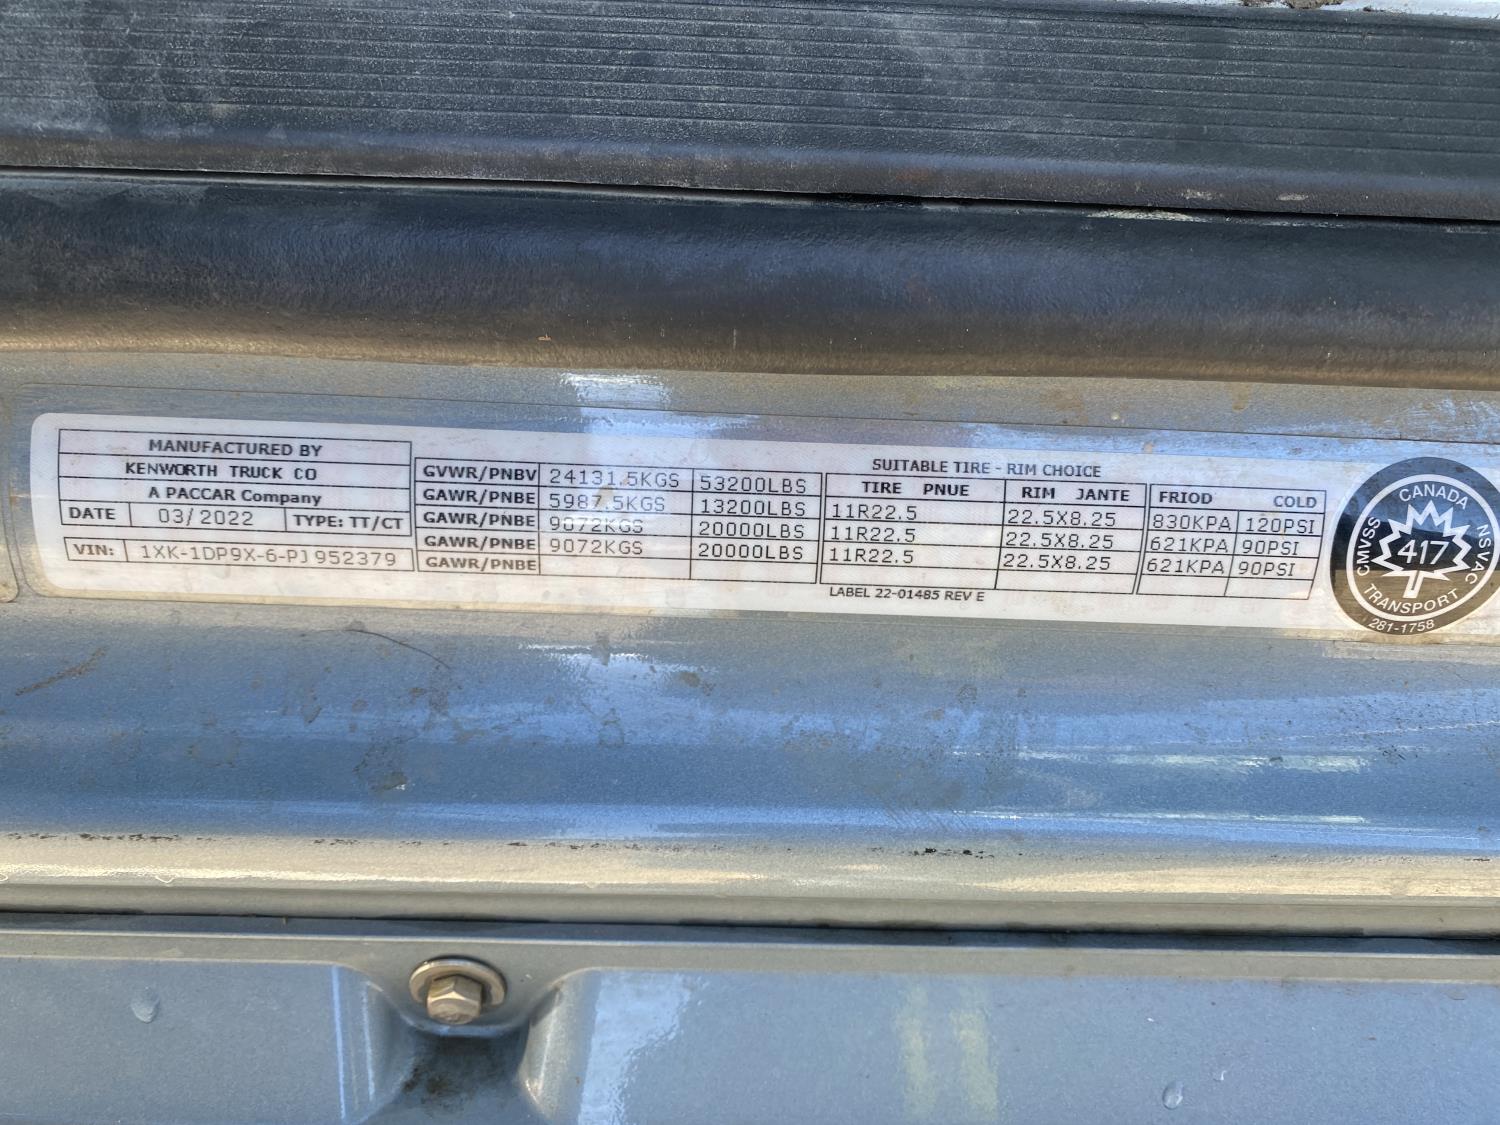 MANUFACTURED BY
KENWORTH TRUCK CO
A PACCAR Company
DATE 03/2022 TYPE: TT/CT
VIN: 1XK-1DP9X-6-PJ952379
GVWR/PNBV 24131.5KGS 53200LBS
GAWR/PNBE 5987.5KGS 13200LBS
GAWR/PNBE 9072KGS 20000LBS
GAWR/PNBE 9072KGS 20000LBS
GAWR/PNBE
SUITABLE TIRE - RIM CHOICE
TIRE PNUE RIM JANTE FRIOD COLD
11R22.5 22.5X8.25 830KPA 120PSI
11R22.5 22.5X8.25 621KPA 90PSI
11R22.5 22.5X8.25 621KPA 90PSI
LABEL 22-01485 REV E
CANADA
CMVSS
NSVAC
417
TRANSPORT
281-1758